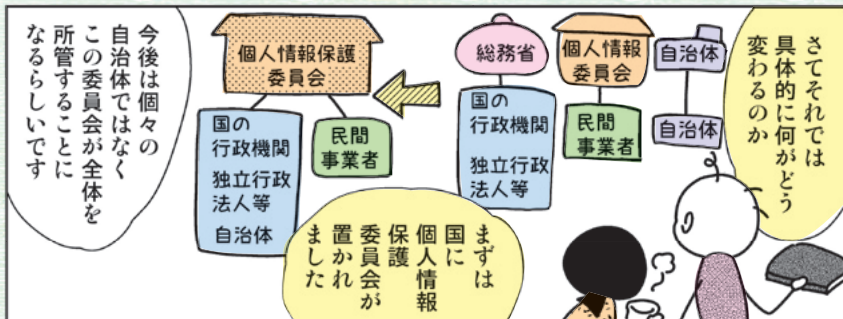 さてそれでは
具体的に何がどう
変わるのか
自治体
自治体
個人情報
委員会
民間
事業者
総務省
国の
行政機関
独立行政
法人等
個人情報保護
委員会
民間
事業者
国の
行政機関
独立行政
法人等
自治体
まずは
国に
個人情報
保護
委員会が
置かれ
ました
今後は個々の
自治体ではなく
この委員会が全体を
所管することに
なるらしいです